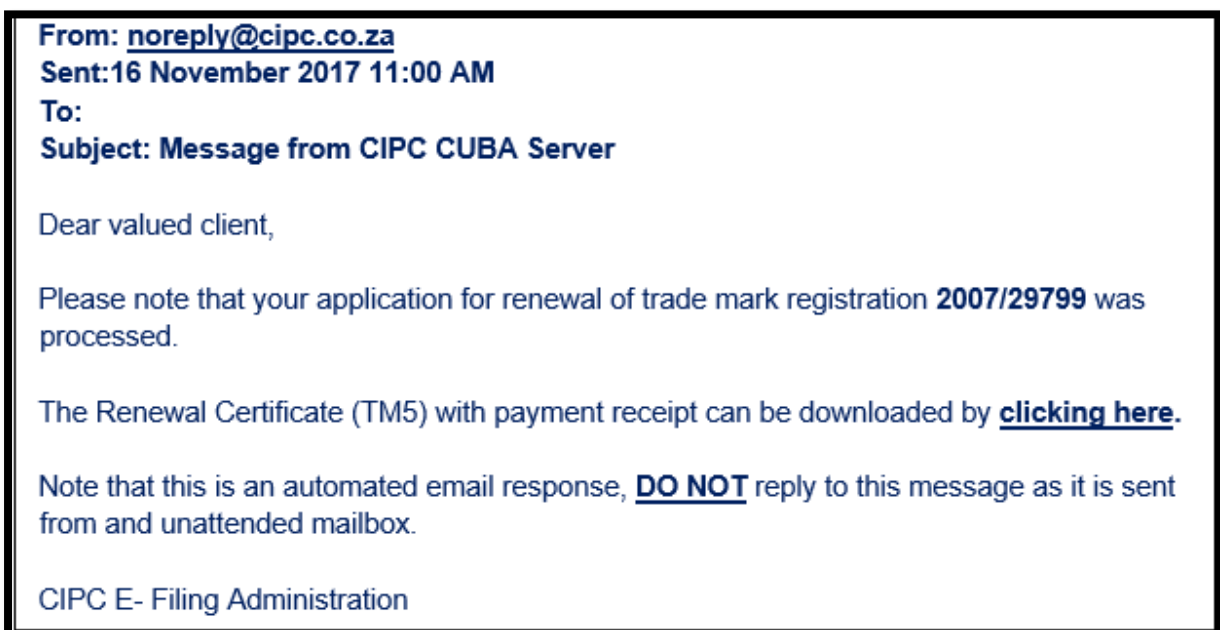 From: noreply@cipc.co.za
Sent:16 November 2017 11:00 AM
To:
Subject: Message from CIPC CUBA Server
Dear valued client,
Please note that your application for renewal of trade mark registration 2007/29799 was
processed.
The Renewal Certificate (TM5) with payment receipt can be downloaded by clicking here.
Note that this is an automated email response, DO NOT reply to this message as it is sent
from and unattended mailbox.
CIPC E- Filing Administration